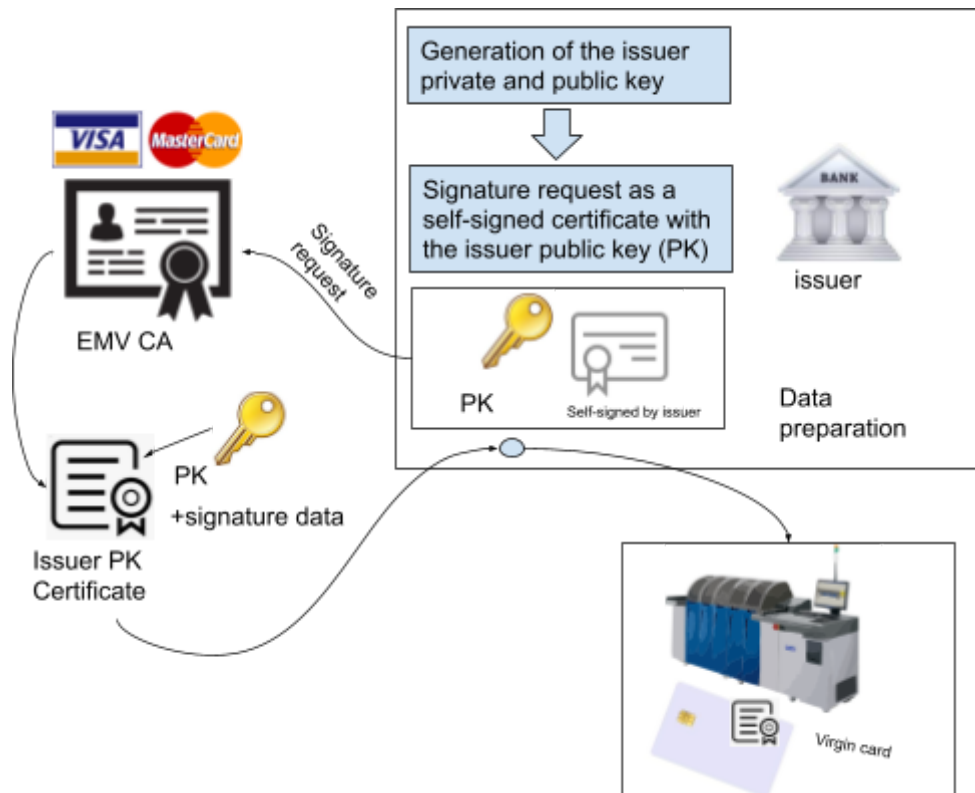 Generation of the issuer
private and public key
VISA
MasterCard
Signature request as a
self-signed certificate with
the issuer public key (PK)
BANK
issuer
Signature
request
EMV CA
PK
Self-signed by issuer
Data
preparation
PK
+signature data
Issuer PK
Certificate
Virgin card